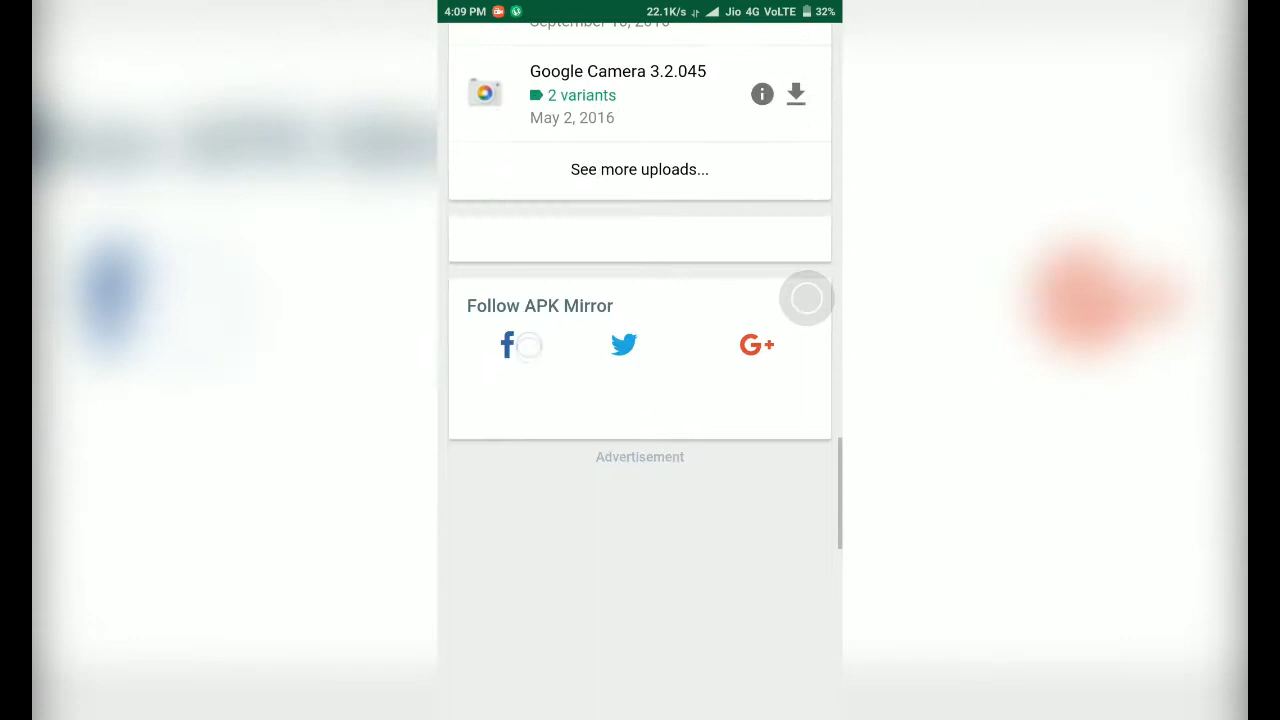 4:09 PM 22.1K/s Jio 4G VoLTE 32%
Google Camera 3.2.045
2 variants
May 2, 2016
See more uploads...
Follow APK Mirror
f G+
Advertisement